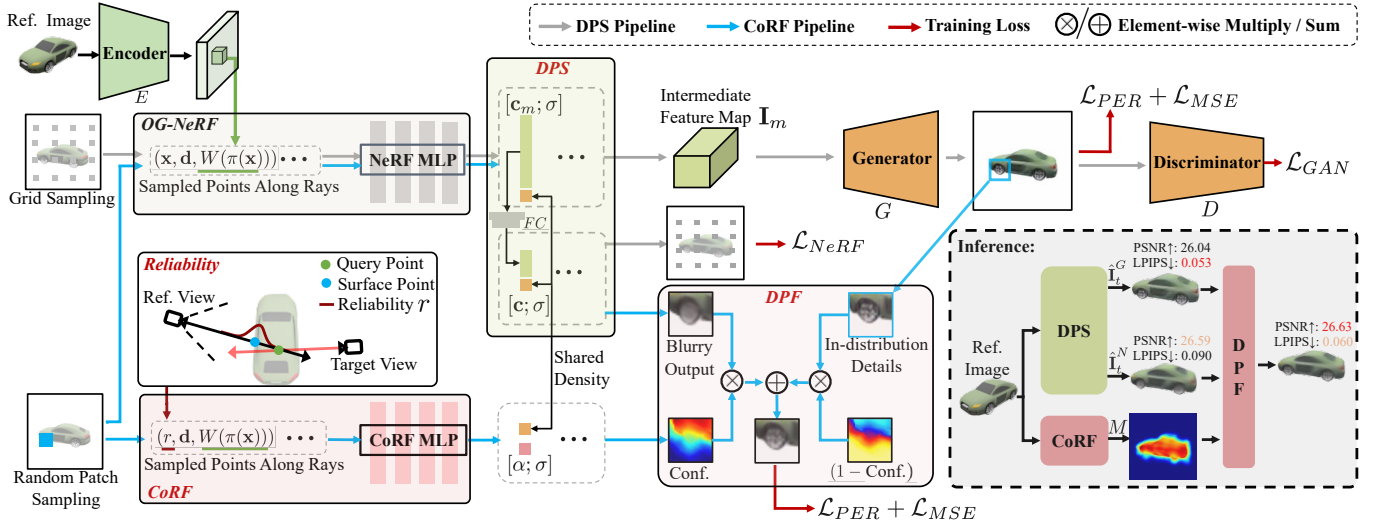 Ref. Image
Encoder
E
DPS Pipeline
CoRF Pipeline
Training Loss
⊗/⊕ Element-wise Multiply / Sum
OG-NeRF
(x, d, W(π(x))) ···
Sampled Points Along Rays
NeRF MLP
Grid Sampling
DPS
[c_m; σ]
···
FC
···
[c; σ]
Intermediate
Feature Map I_m
Generator
G
L_PER + L_MSE
Discriminator
D
L_GAN
L_NeRF
Reliability
Query Point
Surface Point
Reliability r
Ref. View
Target View
Shared
Density
DPF
Blurry
Output
In-distribution
Details
Conf.
(1 − Conf.)
L_PER + L_MSE
Random Patch
Sampling
(r, d, W(π(x))) ···
Sampled Points Along Rays
CoRF MLP
CoRF
···
[α; σ]
Inference:
PSNR↑: 26.04
LPIPS↓: 0.053
Î_t^G
DPS
PSNR↑: 26.59
LPIPS↓: 0.090
Î_t^N
Ref.
Image
CoRF
M
D
P
F
PSNR↑: 26.63
LPIPS↓: 0.060